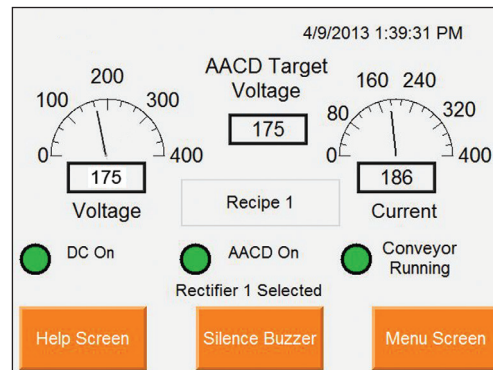 4/9/2013 1:39:31 PM
AACD Target
Voltage
175
0
100
200
300
400
175
Voltage
0
80
160
240
320
400
186
Current
Recipe 1
DC On
AACD On
Conveyor
Running
Rectifier 1 Selected
Help Screen
Silence Buzzer
Menu Screen